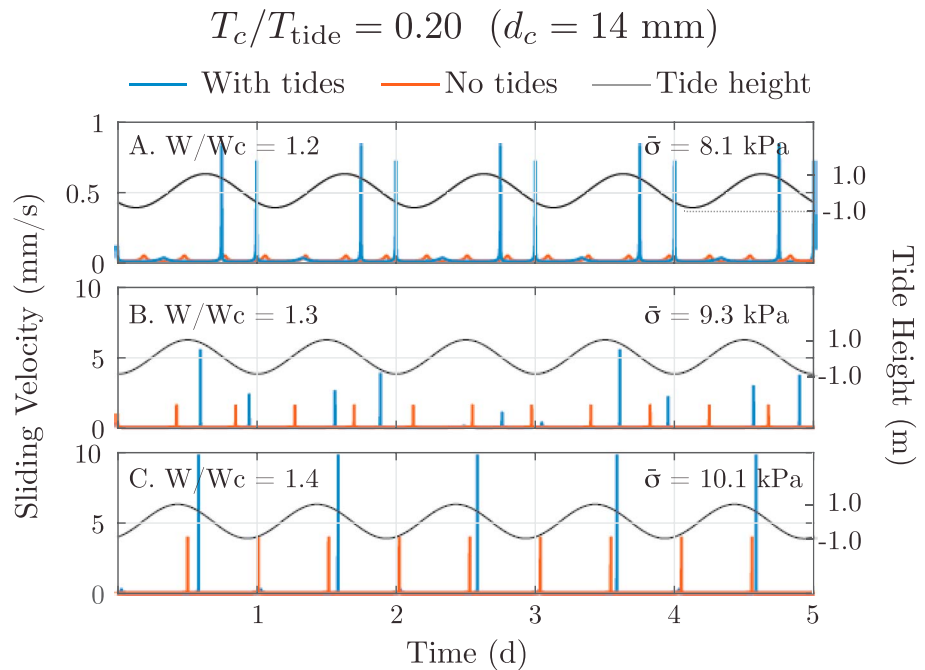 T_c/T_tide = 0.20 (d_c = 14 mm)
With tides No tides Tide height
Sliding Velocity (mm/s)
Tide Height (m)
1
0.5
0
A. W/Wc = 1.2
σ̄ = 8.1 kPa
1.0
-1.0
10
5
0
B. W/Wc = 1.3
σ̄ = 9.3 kPa
1.0
-1.0
10
5
0
C. W/Wc = 1.4
σ̄ = 10.1 kPa
1.0
-1.0
1 2 3 4 5
Time (d)